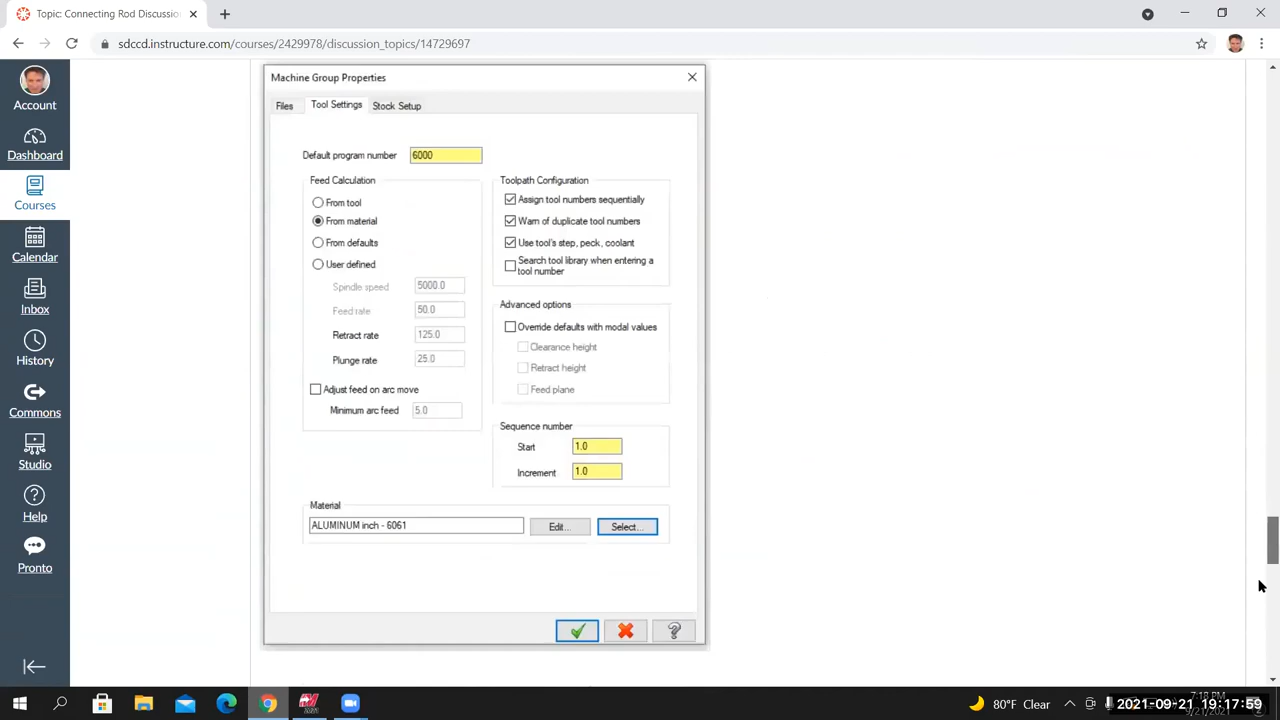 Topic: Connecting Rod Discussio
sdccd.instructure.com/courses/2429978/discussion_topics/14729697
Account
Dashboard
Courses
Calendar
Inbox
History
Commons
Studio
Help
Pronto
Machine Group Properties
Files Tool Settings Stock Setup
Default program number 6000
Feed Calculation
From tool
From material
From defaults
User defined
Spindle speed 5000.0
Feed rate 50.0
Retract rate 125.0
Plunge rate 25.0
Adjust feed on arc move
Minimum arc feed 5.0
Toolpath Configuration
Assign tool numbers sequentially
Warn of duplicate tool numbers
Use tool's step, peck, coolant
Search tool library when entering a
tool number
Advanced options
Override defaults with modal values
Clearance height
Retract height
Feed plane
Sequence number
Start 1.0
Increment 1.0
Material
ALUMINUM inch - 6061 Edit... Select...
80°F Clear
7:18 PM
2021-09-21 19:17:59
9/21/2021